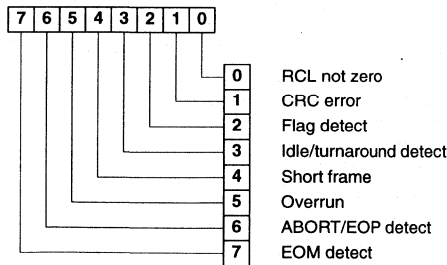 7 6 5 4 3 2 1 0
0 RCL not zero
1 CRC error
2 Flag detect
3 Idle/turnaround detect
4 Short frame
5 Overrun
6 ABORT/EOP detect
7 EOM detect